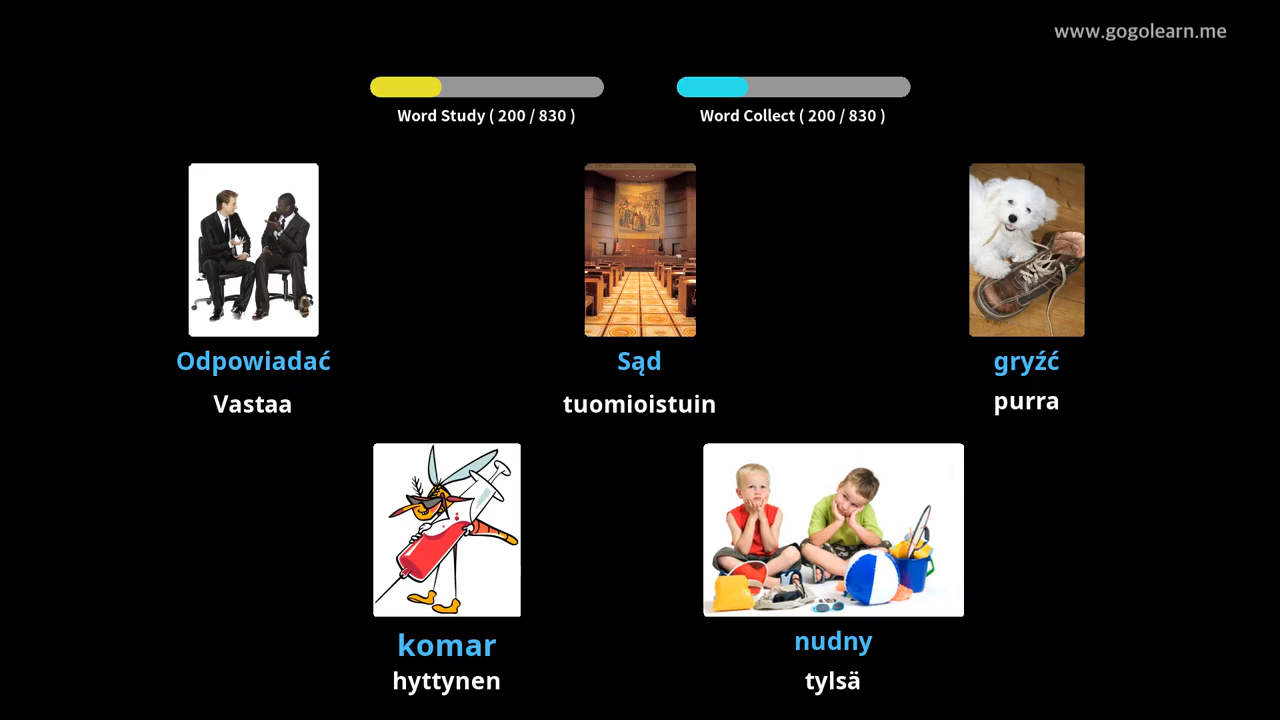 www.gogolearn.me
Word Study ( 200 / 830 )
Word Collect ( 200 / 830 )
Odpowiadać
Vastaa
Sąd
tuomioistuin
gryźć
purra
komar
hyttynen
nudny
tylsä